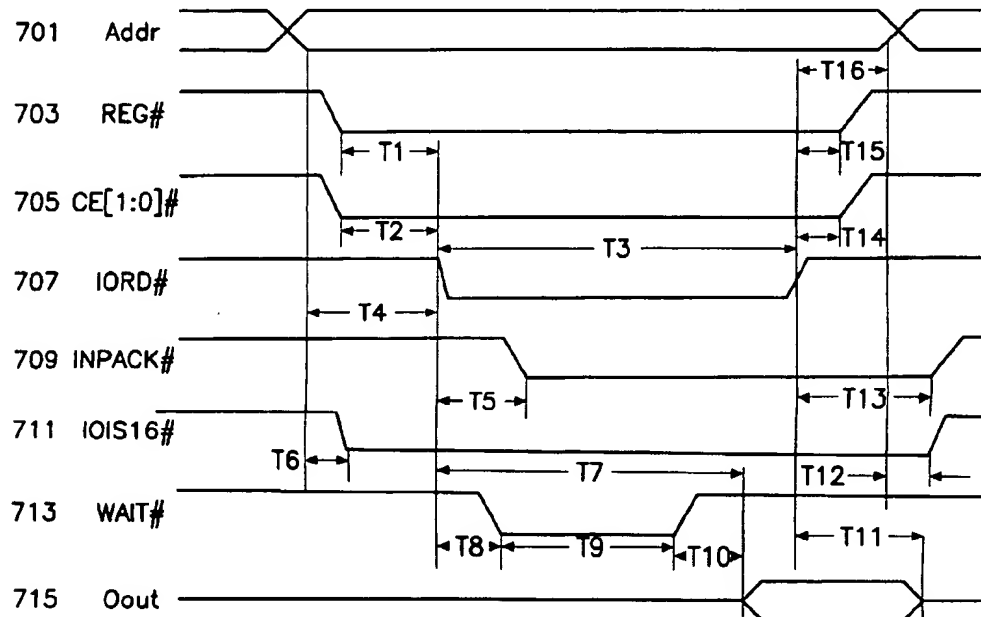 701 Addr
T16
703 REG#
T1 T15
705 CE[1:0]#
T2 T3 T14
707 IORD#
T4
709 INPACK#
T5 T13
711 IOIS16#
T6 T7 T12
713 WAIT#
T8 T9 T10 T11
715 Oout